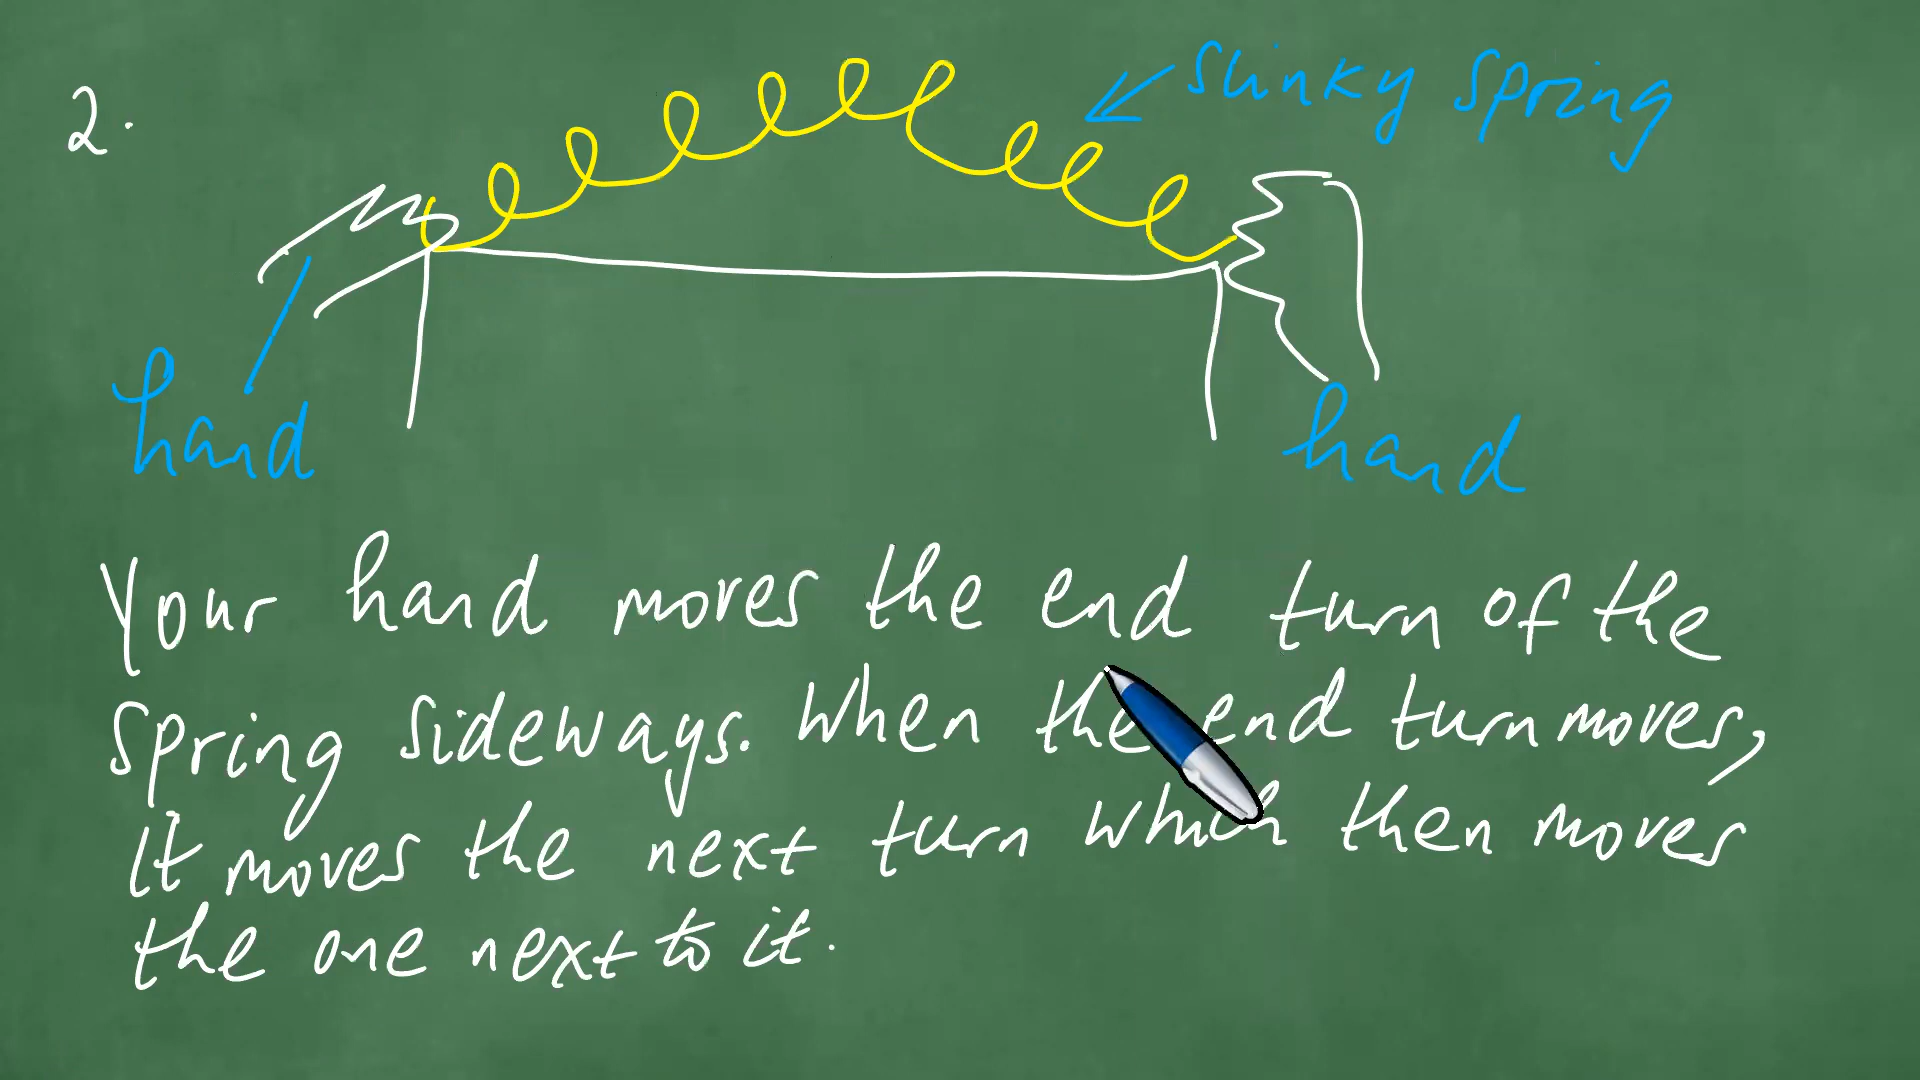 2.
slinky spring
hand
hand
Your hand moves the end turn of the
spring sideways. When the end turn moves,
it moves the next turn which then moves
the one next to it.